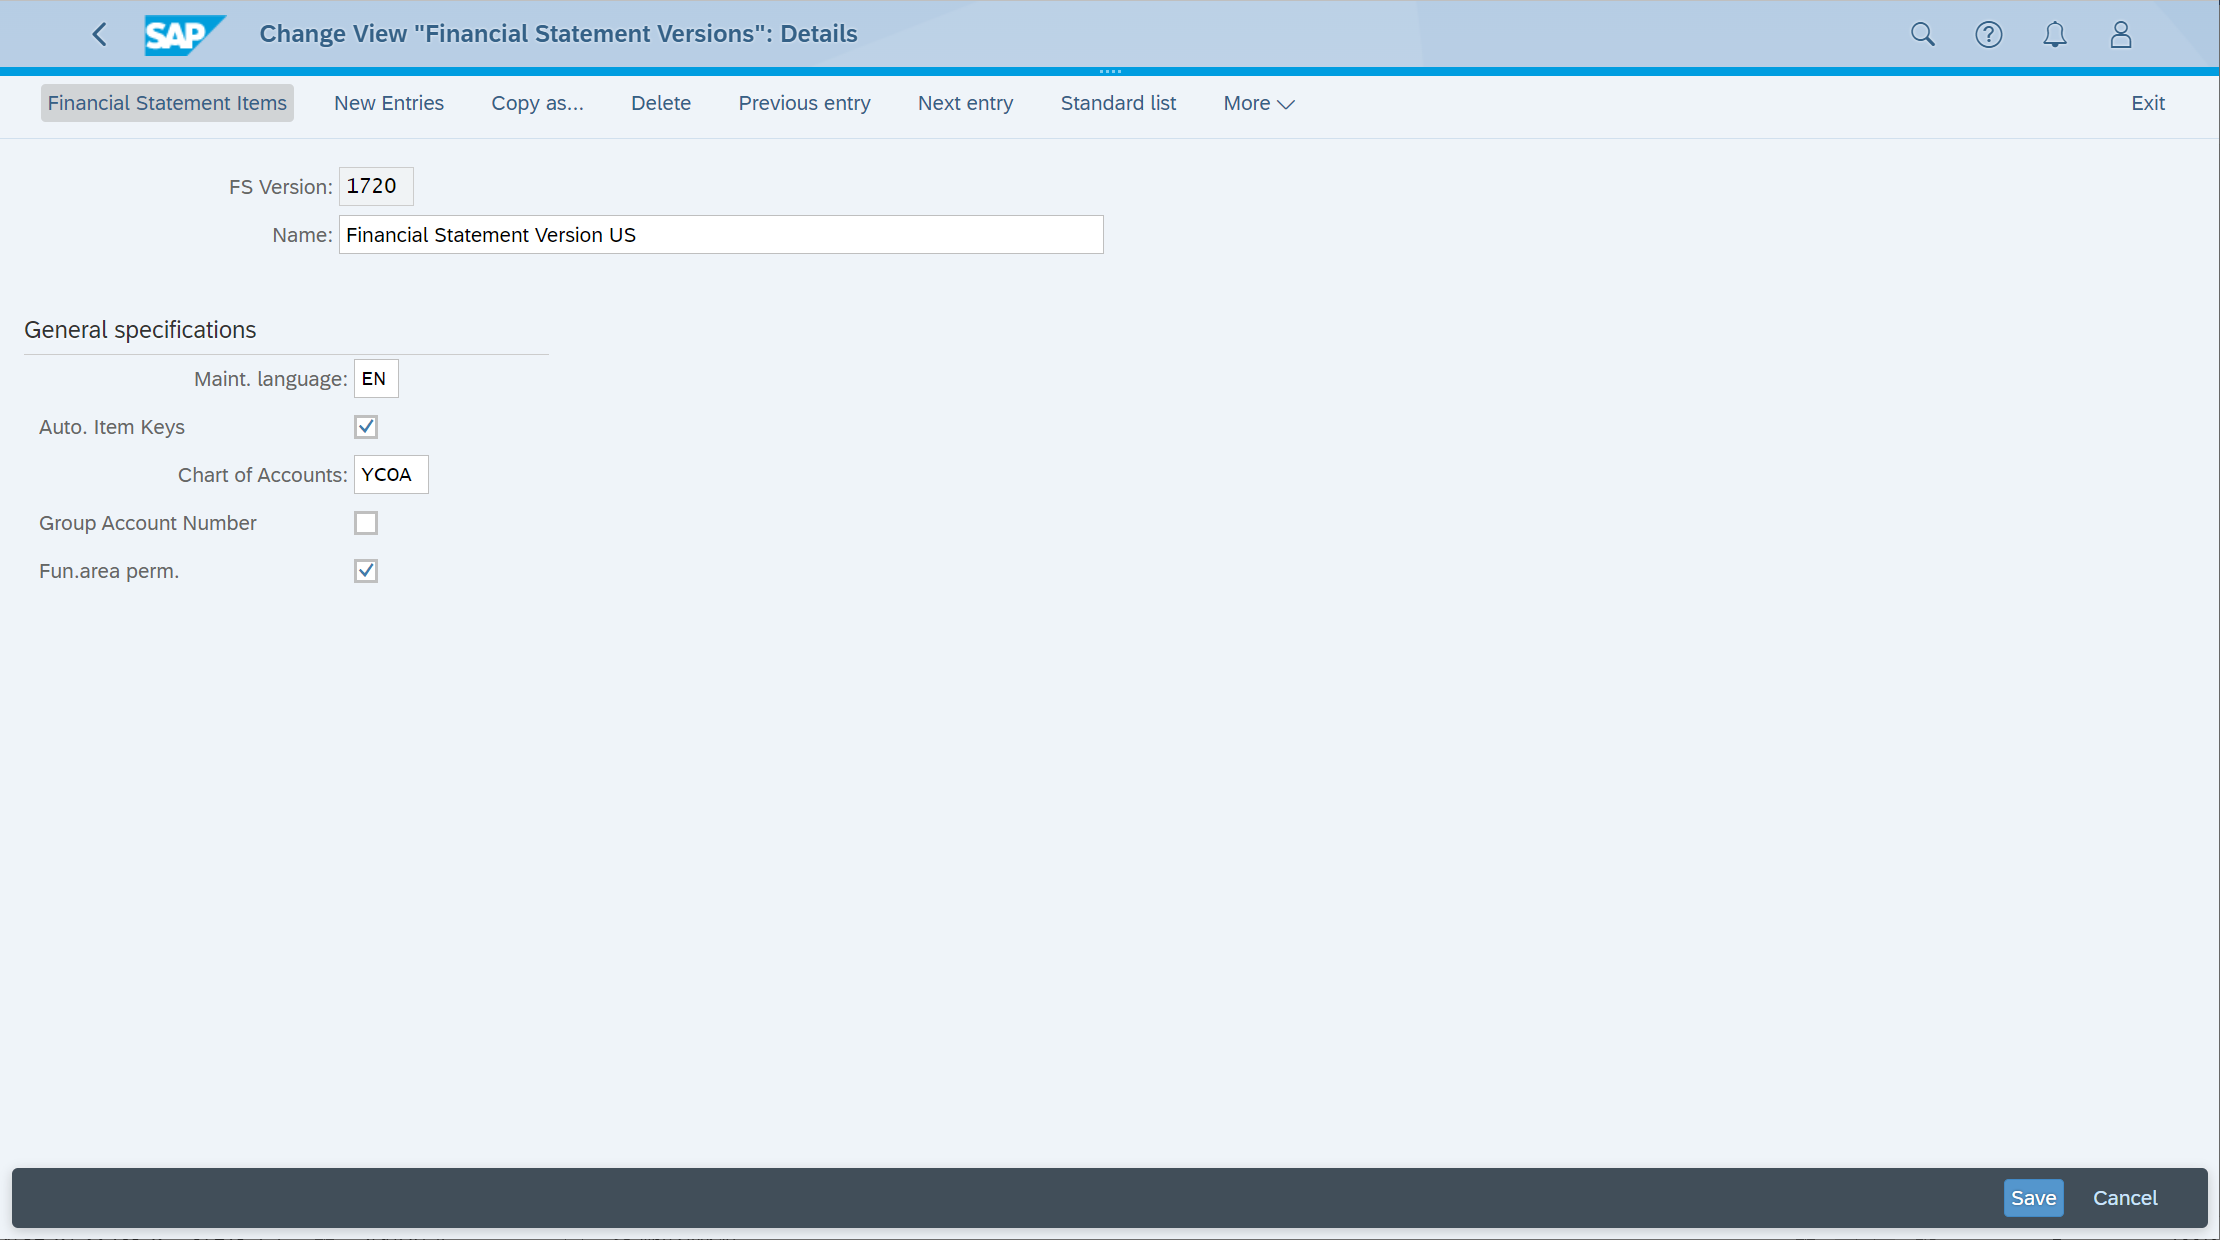 SAP Change View "Financial Statement Versions": Details
Financial Statement Items New Entries Copy as... Delete Previous entry Next entry Standard list More Exit
FS Version: 1720
Name: Financial Statement Version US
General specifications
Maint. language: EN
Auto. Item Keys
Chart of Accounts: YCOA
Group Account Number
Fun.area perm.
Save Cancel